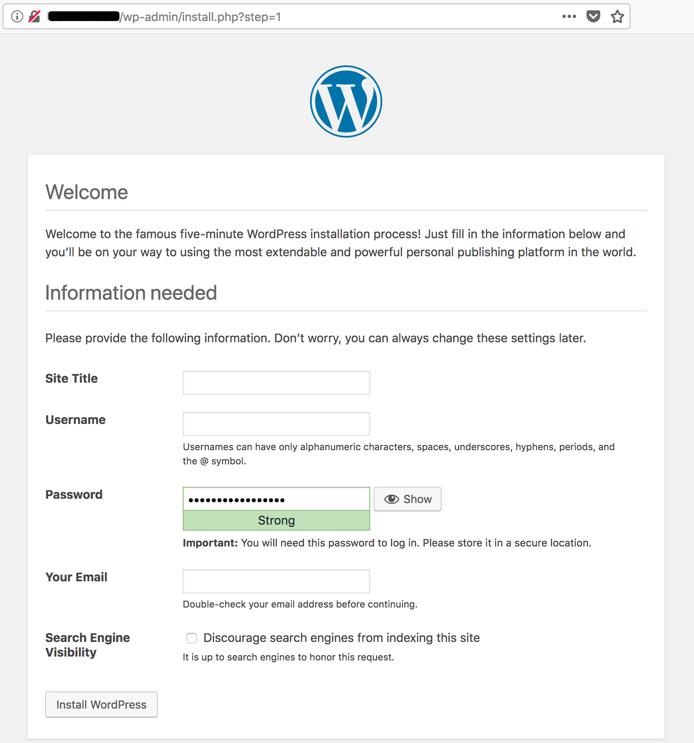 /wp-admin/install.php?step=1
Welcome
Welcome to the famous five-minute WordPress installation process! Just fill in the information below and
you’ll be on your way to using the most extendable and powerful personal publishing platform in the world.
Information needed
Please provide the following information. Don’t worry, you can always change these settings later.
Site Title
Username
Usernames can have only alphanumeric characters, spaces, underscores, hyphens, periods, and
the @ symbol.
Password
•••••••••••••••••
Show
Strong
Important: You will need this password to log in. Please store it in a secure location.
Your Email
Double-check your email address before continuing.
Search Engine
Visibility
Discourage search engines from indexing this site
It is up to search engines to honor this request.
Install WordPress